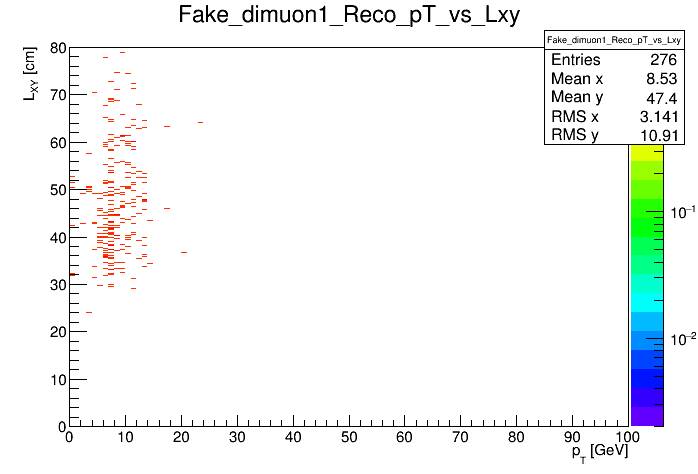 Fake_dimuon1_Reco_pT_vs_Lxy
Fake_dimuon1_Reco_pT_vs_Lxy
Entries 276
Mean x 8.53
Mean y 47.4
RMS x 3.141
RMS y 10.91
L_XY [cm]
80
70
60
50
40
30
20
10
0
0 10 20 30 40 50 60 70 80 90 100
p_T [GeV]
10⁻¹
10⁻²